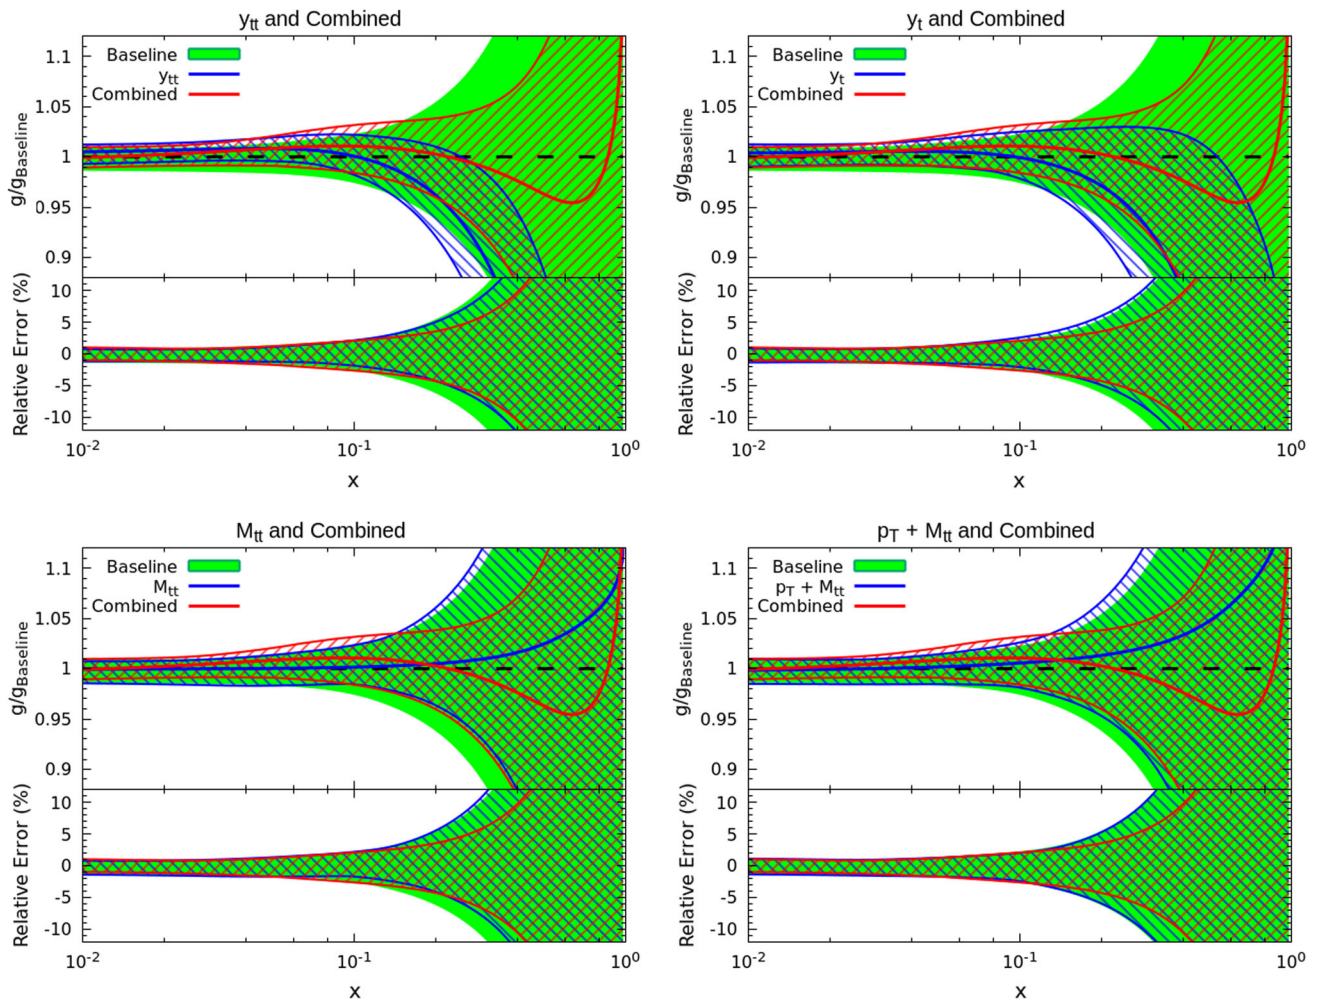 y_tt and Combined
Baseline
y_tt
Combined
g/g_Baseline
1.1
1.05
1
0.95
0.9
Relative Error (%)
10
5
0
-5
-10
10^-2
10^-1
10^0
x
y_t and Combined
Baseline
y_t
Combined
g/g_Baseline
1.1
1.05
1
0.95
0.9
Relative Error (%)
10
5
0
-5
-10
10^-2
10^-1
10^0
x
M_tt and Combined
Baseline
M_tt
Combined
g/g_Baseline
1.1
1.05
1
0.95
0.9
Relative Error (%)
10
5
0
-5
-10
10^-2
10^-1
10^0
x
p_T + M_tt and Combined
Baseline
p_T + M_tt
Combined
g/g_Baseline
1.1
1.05
1
0.95
0.9
Relative Error (%)
10
5
0
-5
-10
10^-2
10^-1
10^0
x